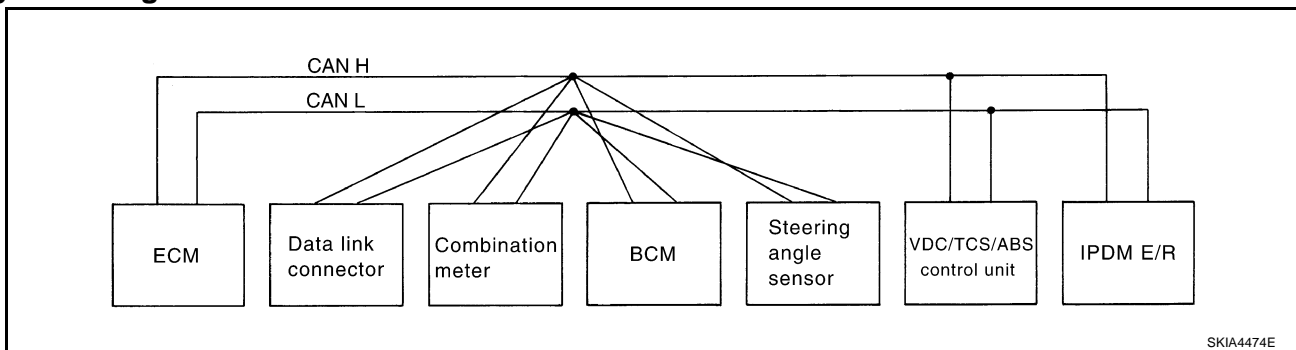 CAN H
CAN L
ECM
Data link
connector
Combination
meter
BCM
Steering
angle
sensor
VDC/TCS/ABS
control unit
IPDM E/R
SKIA4474E